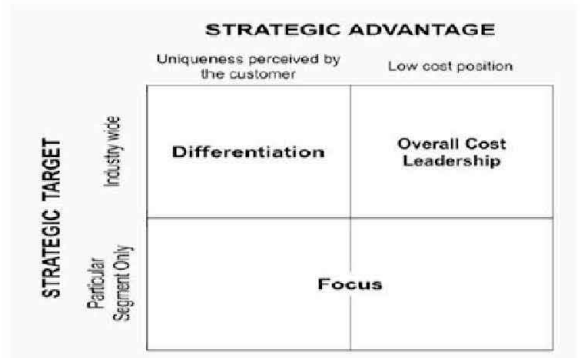 STRATEGIC ADVANTAGE
Uniqueness perceived by
the customer
Low cost position
STRATEGIC TARGET
Industry wide
Differentiation
Overall Cost
Leadership
Particular
Segment Only
Focus